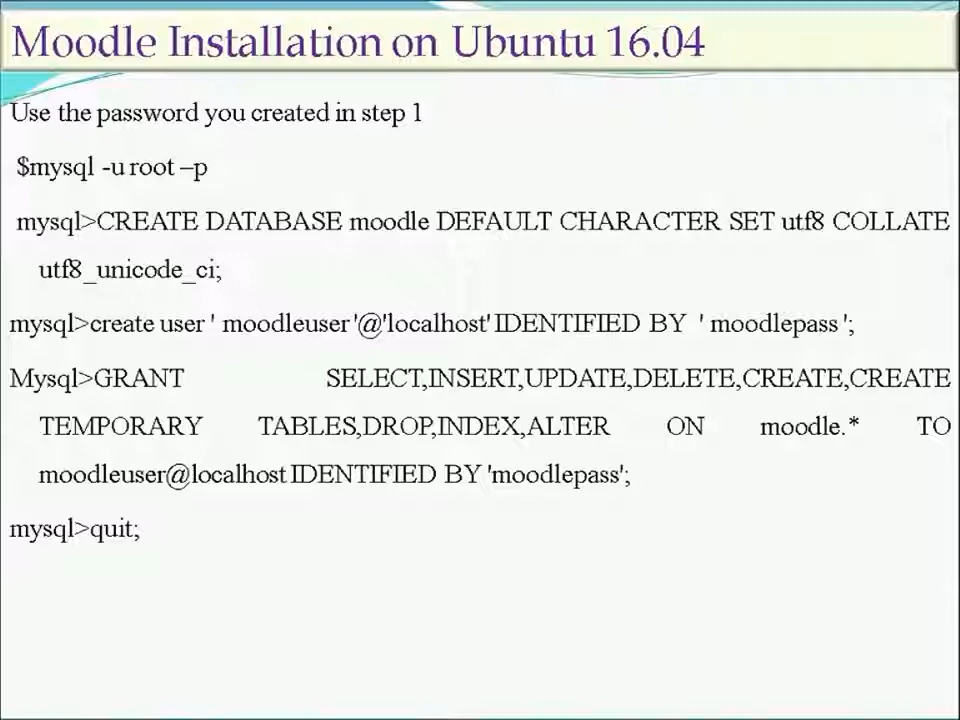 Moodle Installation on Ubuntu 16.04
Use the password you created in step 1
$mysql -u root –p
mysql>CREATE DATABASE moodle DEFAULT CHARACTER SET utf8 COLLATE
utf8_unicode_ci;
mysql>create user ' moodleuser '@'localhost' IDENTIFIED BY ' moodlepass ';
Mysql>GRANT SELECT,INSERT,UPDATE,DELETE,CREATE,CREATE
TEMPORARY TABLES,DROP,INDEX,ALTER ON moodle.* TO
moodleuser@localhost IDENTIFIED BY 'moodlepass';
mysql>quit;